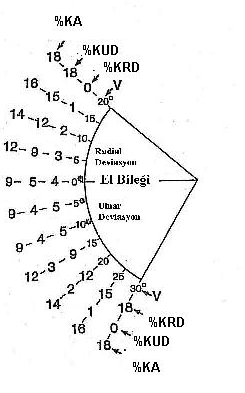 %KA
%KUD
%KRD
V
18 18 0 20°
16 15 1 15
14 - 12 - 2 - 10
12 - 9 - 3 - 5
Rudial
Deviasyon
9 - 5 - 4 - 0°
El Bileği
9 - 4 - 5 - 5°
Ulnar
Deviasyon
9 - 4 - 5 - 10°
12 - 3 - 9 - 15°
14 2 12 20
16 1 15 25
18 0 18 30°
V
%KRD
%KUD
%KA